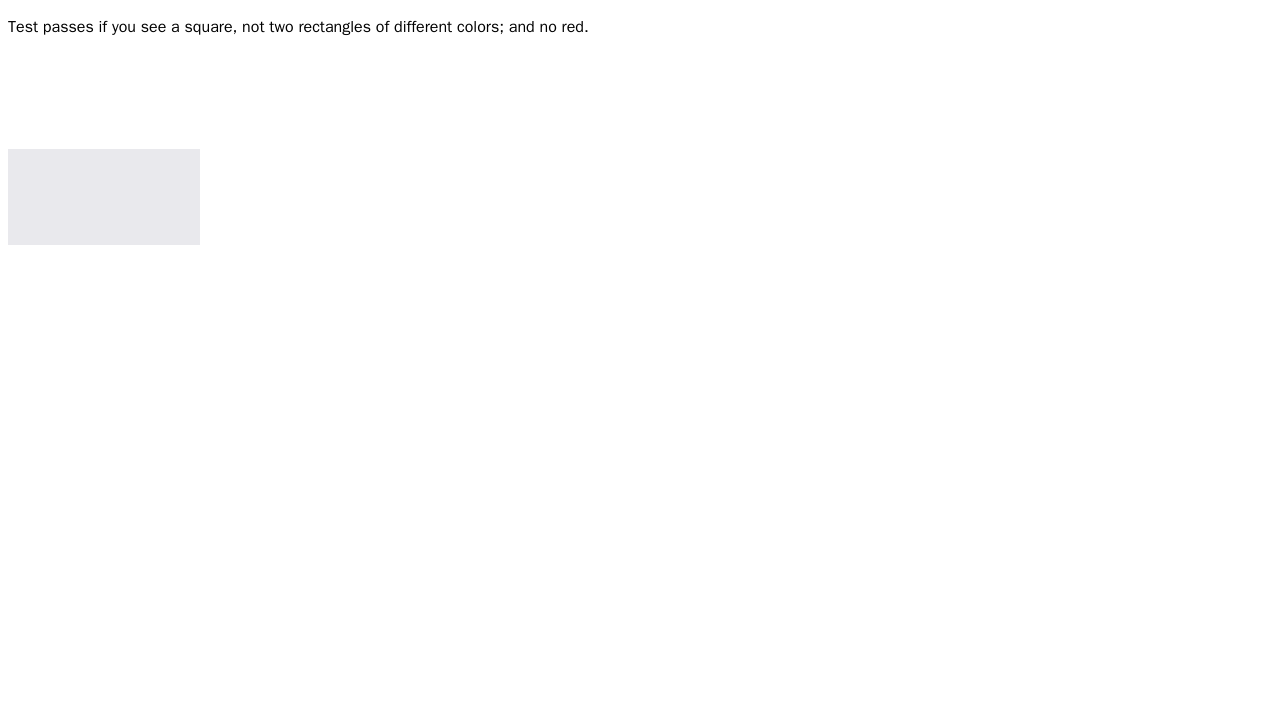 Test passes if you see a square, not two rectangles of different colors; and no red.